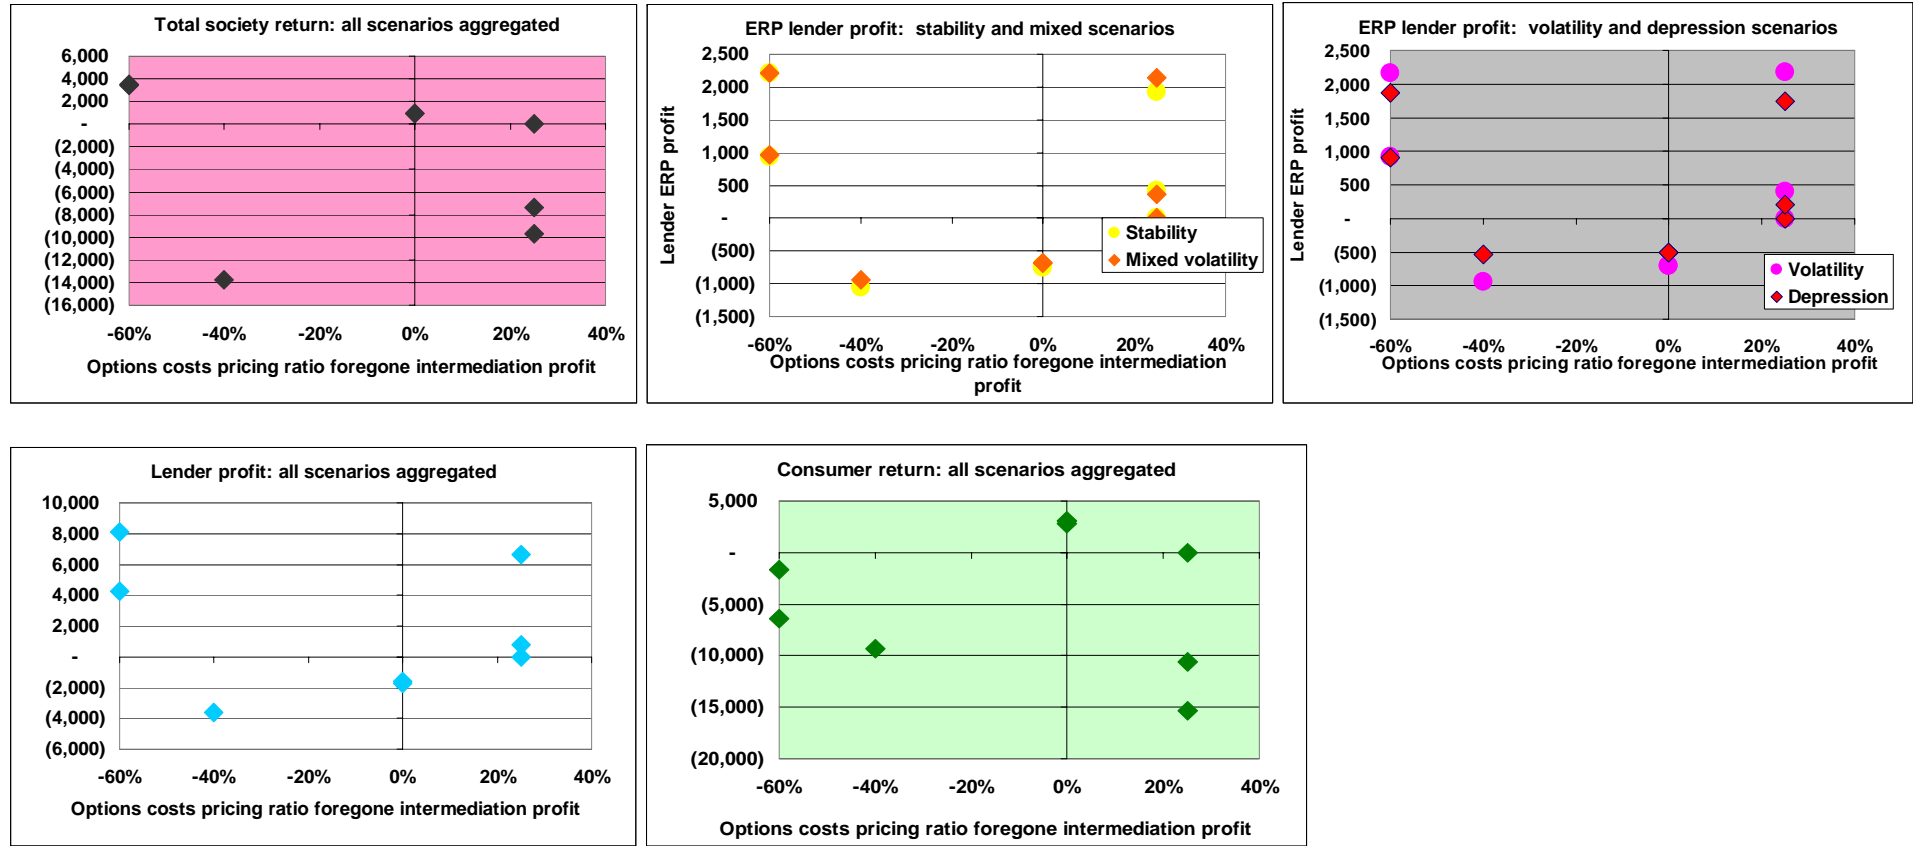 Total society return: all scenarios aggregated
6,000
4,000
2,000
-
(2,000)
(4,000)
(6,000)
(8,000)
(10,000)
(12,000)
(14,000)
(16,000)
-60% -40% -20% 0% 20% 40%
Options costs pricing ratio foregone intermediation profit
ERP lender profit: stability and mixed scenarios
Lender ERP profit
2,500
2,000
1,500
1,000
500
-
(500)
(1,000)
(1,500)
Stability
Mixed volatility
-60% -40% -20% 0% 20% 40%
Options costs pricing ratio foregone intermediation
profit
ERP lender profit: volatility and depression scenarios
Lender ERP profit
2,500
2,000
1,500
1,000
500
-
(500)
(1,000)
(1,500)
Volatility
Depression
-60% -40% -20% 0% 20% 40%
Options costs pricing ratio foregone intermediation profit
Lender profit: all scenarios aggregated
10,000
8,000
6,000
4,000
2,000
-
(2,000)
(4,000)
(6,000)
-60% -40% -20% 0% 20% 40%
Options costs pricing ratio foregone intermediation profit
Consumer return: all scenarios aggregated
5,000
-
(5,000)
(10,000)
(15,000)
(20,000)
-60% -40% -20% 0% 20% 40%
Options costs pricing ratio foregone intermediation profit